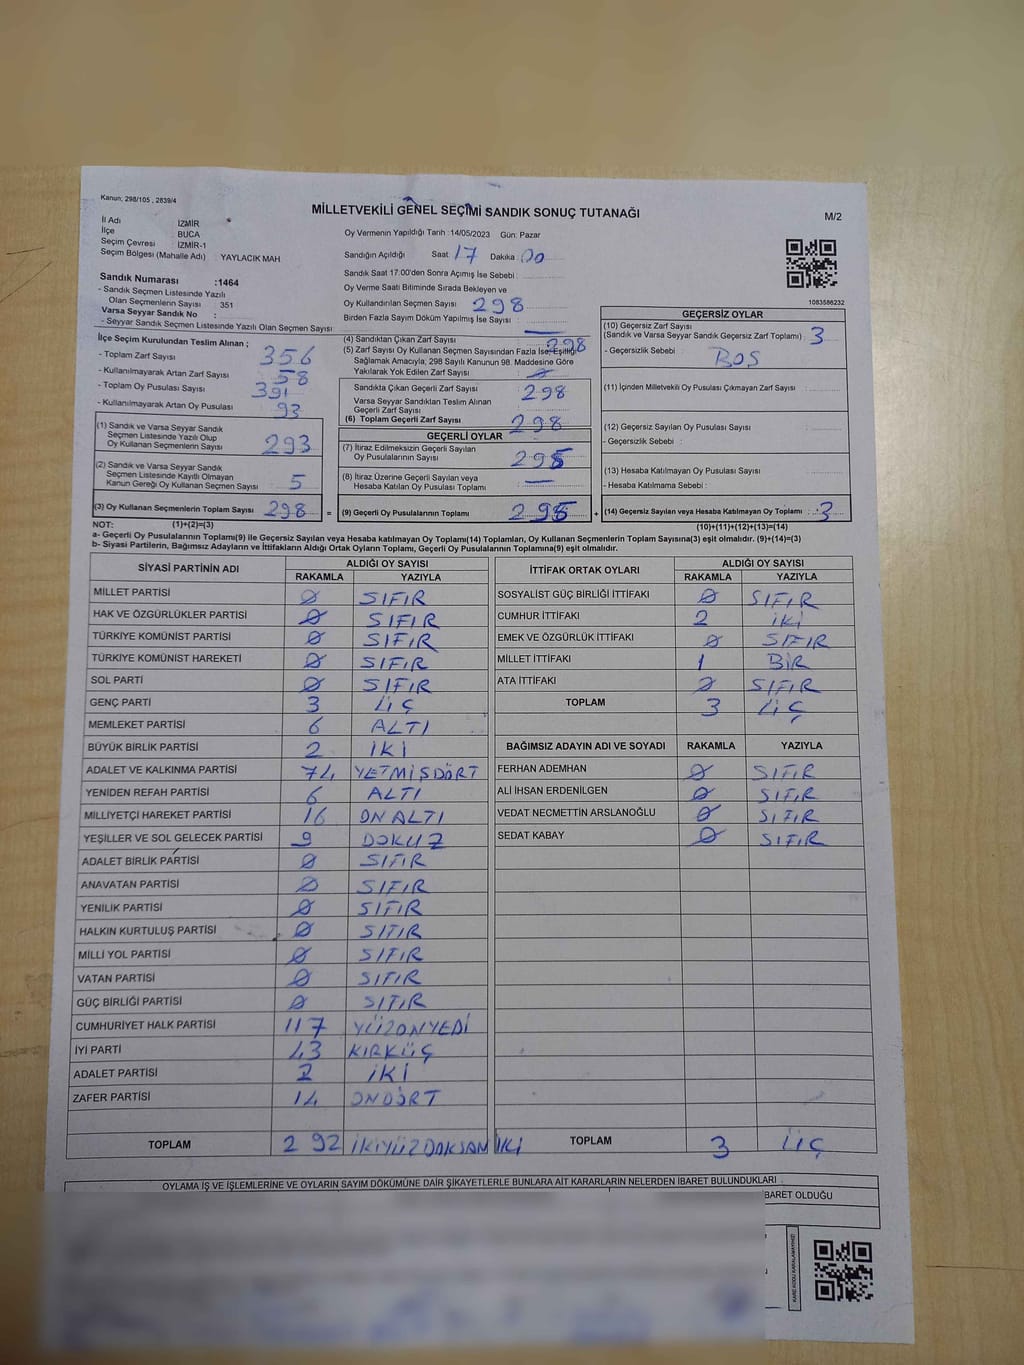 Kanun: 298/105 , 2839/4
MİLLETVEKİLİ GENEL SEÇİMİ SANDIK SONUÇ TUTANAĞI
M/2
İl Adı İZMİR
İlçe BUCA
Seçim Çevresi : İZMİR-1
Seçim Bölgesi (Mahalle Adı) YAYLACIK MAH
Sandık Numarası :1464
- Sandık Seçmen Listesinde Yazılı
Olan Seçmenlerin Sayısı : 351
Varsa Seyyar Sandık No :
- Seyyar Sandık Seçmen Listesinde Yazılı Olan Seçmen Sayısı
Oy Vermenin Yapıldığı Tarih :14/05/2023 Gün: Pazar
Sandığın Açıldığı Saat 17 Dakika : 00
Sandık Saat 17:00'den Sonra Açımış İse Sebebi :
Oy Verme Saati Bitiminde Sırada Bekleyen ve
Oy Kullandırılan Seçmen Sayısı 298
Birden Fazla Sayım Döküm Yapılmış İse Sayısı :
1083586232
İlçe Seçim Kurulundan Teslim Alınan ;
- Toplam Zarf Sayısı 356
- Kullanılmayarak Artan Zarf Sayısı 58
- Toplam Oy Pusulası Sayısı 391
- Kullanılmayarak Artan Oy Pusulası 93
(1) Sandık ve Varsa Seyyar Sandık
Seçmen Listesinde Yazılı Olup
Oy Kullanan Seçmenlerin Sayısı 293
(2) Sandık ve Varsa Seyyar Sandık
Seçmen Listesinde Kayıtlı Olmayan
Kanun Gereği Oy Kullanan Seçmen Sayısı 5
(3) Oy Kullanan Seçmenlerin Toplam Sayısı 298 =
(4) Sandıktan Çıkan Zarf Sayısı 298
(5) Zarf Sayısı Oy Kullanan Seçmen Sayısından Fazla İse, Eşitliği
Sağlamak Amacıyla, 298 Sayılı Kanunun 98. Maddesine Göre
Yakılarak Yok Edilen Zarf Sayısı :
Sandıkta Çıkan Geçerli Zarf Sayısı 298
Varsa Seyyar Sandıktan Teslim Alınan
Geçerli Zarf Sayısı
(6) Toplam Geçerli Zarf Sayısı 298
GEÇERLİ OYLAR
(7) İtiraz Edilmeksizin Geçerli Sayılan
Oy Pusulalarının Sayısı 295
(8) İtiraz Üzerine Geçerli Sayılan veya
Hesaba Katılan Oy Pusulası Toplamı —
(9) Geçerli Oy Pusulalarının Toplamı 295 +
GEÇERSİZ OYLAR
(10) Geçersiz Zarf Sayısı
(Sandık ve Varsa Seyyar Sandık Geçersiz Zarf Toplamı) 3
- Geçersizlik Sebebi : BOS
(11) İçinden Milletvekili Oy Pusulası Çıkmayan Zarf Sayısı :
(12) Geçersiz Sayılan Oy Pusulası Sayısı
- Geçersizlik Sebebi :
(13) Hesaba Katılmayan Oy Pusulası Sayısı
- Hesaba Katılmama Sebebi :
(14) Geçersiz Sayılan veya Hesaba Katılmayan Oy Toplamı : 3
NOT: (1)+(2)=(3) (10)+(11)+(12)+(13)=(14)
a- Geçerli Oy Pusulalarının Toplamı(9) ile Geçersiz Sayılan veya Hesaba katılmayan Oy Toplamı(14) Toplamları, Oy Kullanan Seçmenlerin Toplam Sayısına(3) eşit olmalıdır. (9)+(14)=(3)
b- Siyasi Partilerin, Bağımsız Adayların ve İttifakların Aldığı Ortak Oyların Toplamı, Geçerli Oy Pusulalarının Toplamına(9) eşit olmalıdır.
SİYASİ PARTİNİN ADI ALDIĞI OY SAYISI
RAKAMLA YAZIYLA
MİLLET PARTİSİ 0 SIFIR
HAK VE ÖZGÜRLÜKLER PARTİSİ 0 SIFIR
TÜRKİYE KOMÜNİST PARTİSİ 0 SIFIR
TÜRKİYE KOMÜNİST HAREKETİ 0 SIFIR
SOL PARTİ 0 SIFIR
GENÇ PARTİ 3 ÜÇ
MEMLEKET PARTİSİ 6 ALTI
BÜYÜK BİRLİK PARTİSİ 2 İKİ
ADALET VE KALKINMA PARTİSİ 74 YETMİŞDÖRT
YENİDEN REFAH PARTİSİ 6 ALTI
MİLLİYETÇİ HAREKET PARTİSİ 16 ONALTI
YEŞİLLER VE SOL GELECEK PARTİSİ 9 DOKUZ
ADALET BİRLİK PARTİSİ 0 SIFIR
ANAVATAN PARTİSİ 0 SIFIR
YENİLİK PARTİSİ 0 SIFIR
HALKIN KURTULUŞ PARTİSİ 0 SIFIR
MİLLİ YOL PARTİSİ 0 SIFIR
VATAN PARTİSİ 0 SIFIR
GÜÇ BİRLİĞİ PARTİSİ 0 SIFIR
CUMHURİYET HALK PARTİSİ 117 YÜZONYEDİ
İYİ PARTİ 43 KIRKÜÇ
ADALET PARTİSİ 2 İKİ
ZAFER PARTİSİ 14 ONDÖRT
TOPLAM 292 İKİYÜZDOKSAN İKİ
İTTİFAK ORTAK OYLARI ALDIĞI OY SAYISI
RAKAMLA YAZIYLA
SOSYALİST GÜÇ BİRLİĞİ İTTİFAKI 0 SIFIR
CUMHUR İTTİFAKI 2 İKİ
EMEK VE ÖZGÜRLÜK İTTİFAKI 0 SIFIR
MİLLET İTTİFAKI 1 BİR
ATA İTTİFAKI 0 SIFIR
TOPLAM 3 ÜÇ
BAĞIMSIZ ADAYIN ADI VE SOYADI RAKAMLA YAZIYLA
FERHAN ADEMHAN 0 SIFIR
ALİ İHSAN ERDENİLGEN 0 SIFIR
VEDAT NECMETTİN ARSLANOĞLU 0 SIFIR
SEDAT KABAY 0 SIFIR
TOPLAM 3 ÜÇ
OYLAMA İŞ VE İŞLEMLERİNE VE OYLARIN SAYIM DÖKÜMÜNE DAİR ŞİKAYETLERLE BUNLARA AİT KARARLARIN NELERDEN İBARET BULUNDUKLARI
İBARET OLDUĞU
KARE KODU KARALAMAYINIZ!